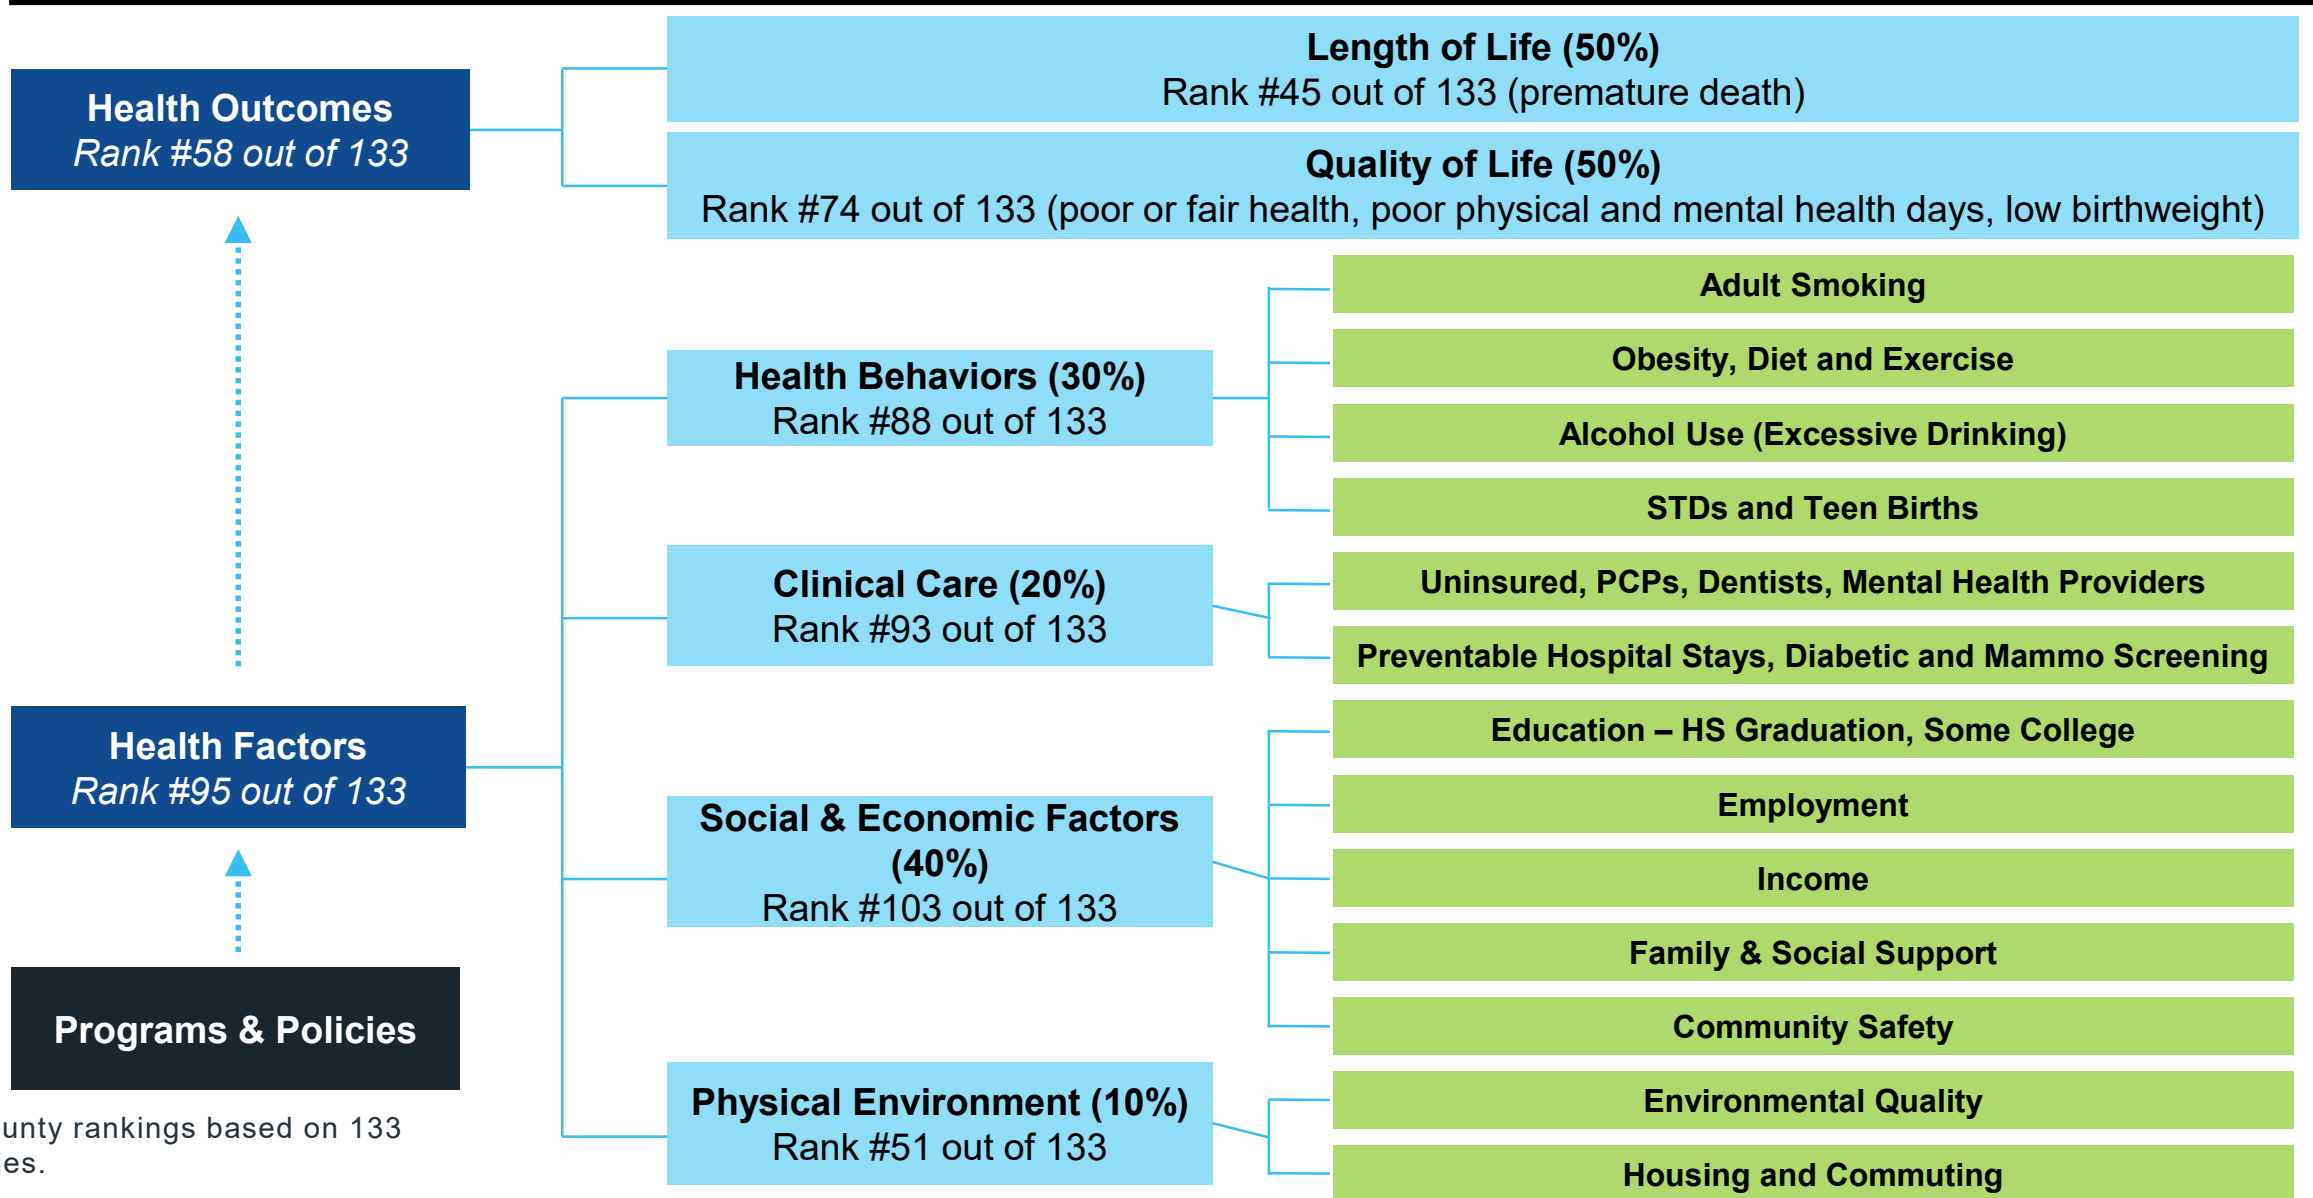 Health Outcomes
Rank #58 out of 133
Length of Life (50%)
Rank #45 out of 133 (premature death)
Quality of Life (50%)
Rank #74 out of 133 (poor or fair health, poor physical and mental health days, low birthweight)
Health Factors
Rank #95 out of 133
Health Behaviors (30%)
Rank #88 out of 133
Adult Smoking
Obesity, Diet and Exercise
Alcohol Use (Excessive Drinking)
STDs and Teen Births
Clinical Care (20%)
Rank #93 out of 133
Uninsured, PCPs, Dentists, Mental Health Providers
Preventable Hospital Stays, Diabetic and Mammo Screening
Social & Economic Factors
(40%)
Rank #103 out of 133
Education – HS Graduation, Some College
Employment
Income
Family & Social Support
Community Safety
Physical Environment (10%)
Rank #51 out of 133
Environmental Quality
Housing and Commuting
Programs & Policies
unty rankings based on 133
ies.